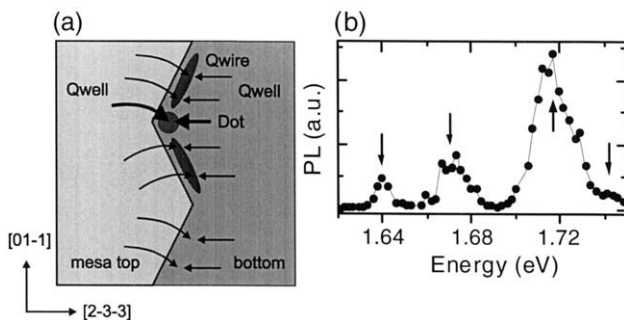 (a)
Qwire
Qwell
Qwell
Dot
[01-1]
mesa top
bottom
[2-3-3]
(b)
PL (a.u.)
1.64
1.68
1.72
Energy (eV)